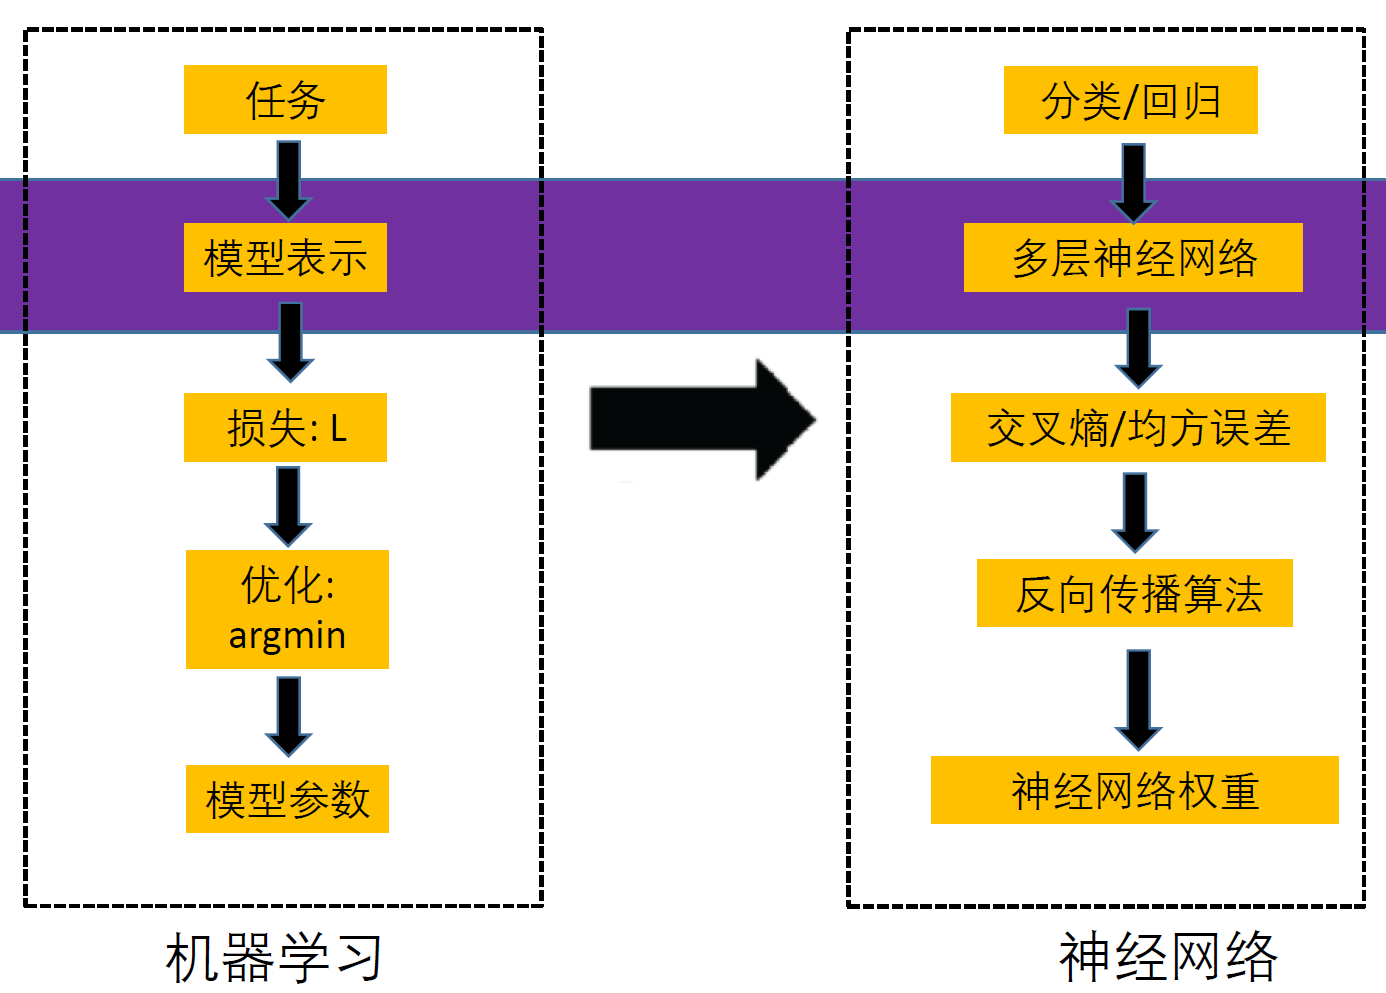 任务
模型表示
损失: L
优化:
argmin
模型参数
机器学习
分类/回归
多层神经网络
交叉熵/均方误差
反向传播算法
神经网络权重
神经网络